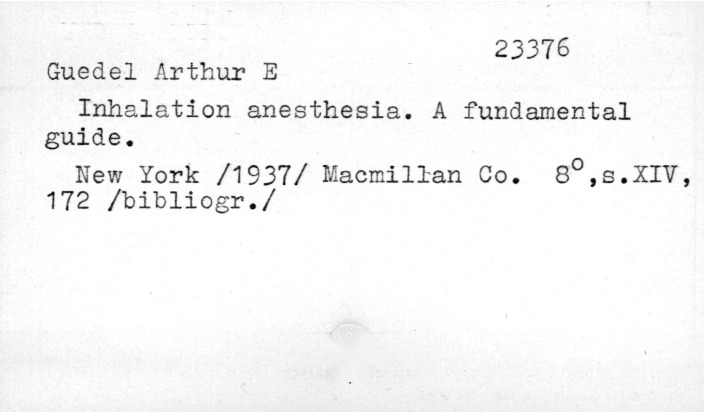 23376
Guedel Arthur E
Inhalation anesthesia. A fundamental
guide.
New York /1937/ Macmillan Co. 8⁰,s.XIV,
172 /bibliogr./